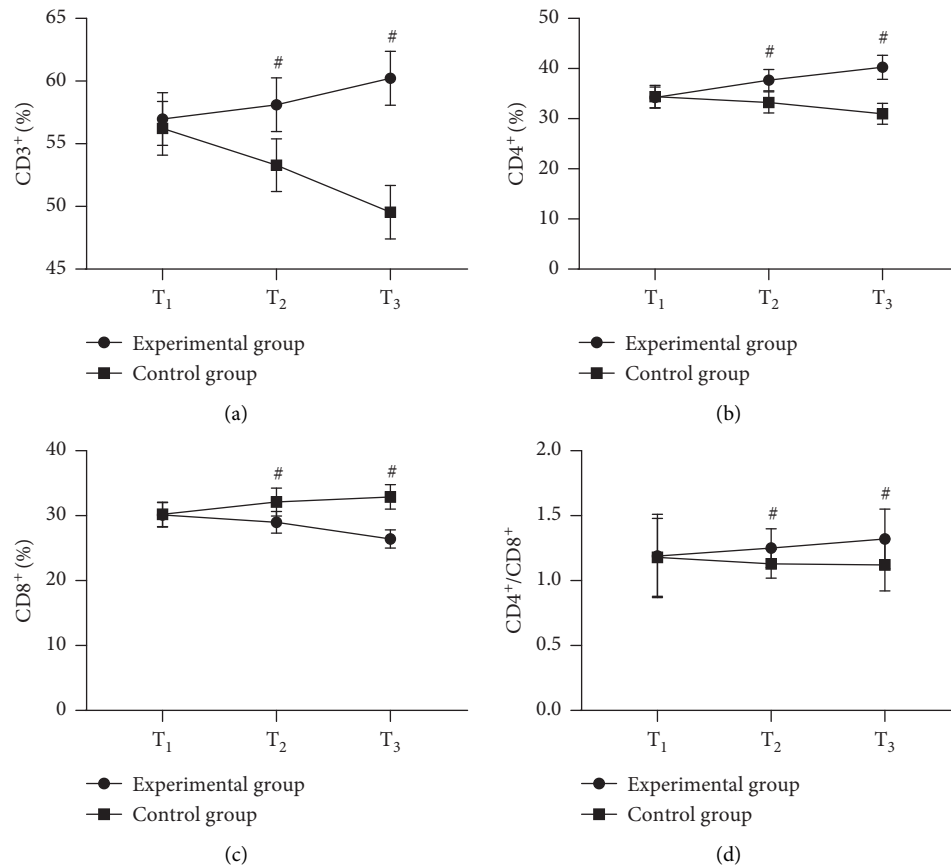 65
60
55
50
45
CD3⁺ (%)
#
#
T₁
T₂
T₃
Experimental group
Control group
(a)
50
40
30
20
10
0
CD4⁺ (%)
#
#
T₁
T₂
T₃
Experimental group
Control group
(b)
40
30
20
10
0
CD8⁺ (%)
#
#
T₁
T₂
T₃
Experimental group
Control group
(c)
2.0
1.5
1.0
0.5
0.0
CD4⁺/CD8⁺
#
#
T₁
T₂
T₃
Experimental group
Control group
(d)